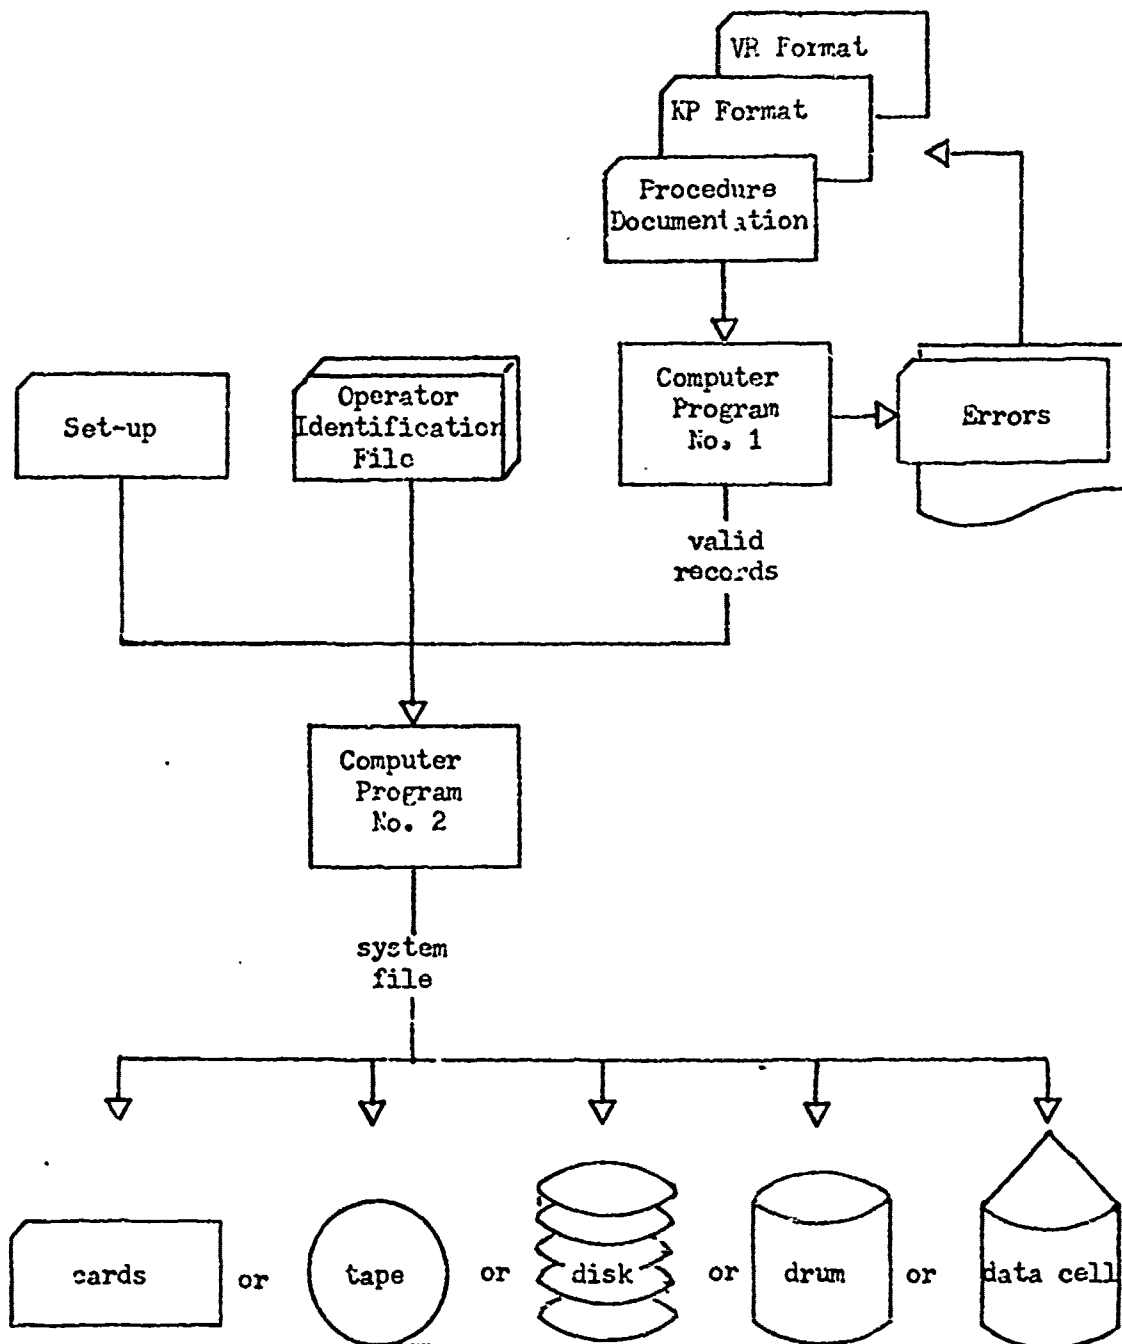 VR Format
KP Format
Procedure
Documentation
Set-up
Operator
Identification
File
Computer
Program
No. 1
Errors
valid
records
Computer
Program
No. 2
system
file
cards or tape or disk or drum or data cell